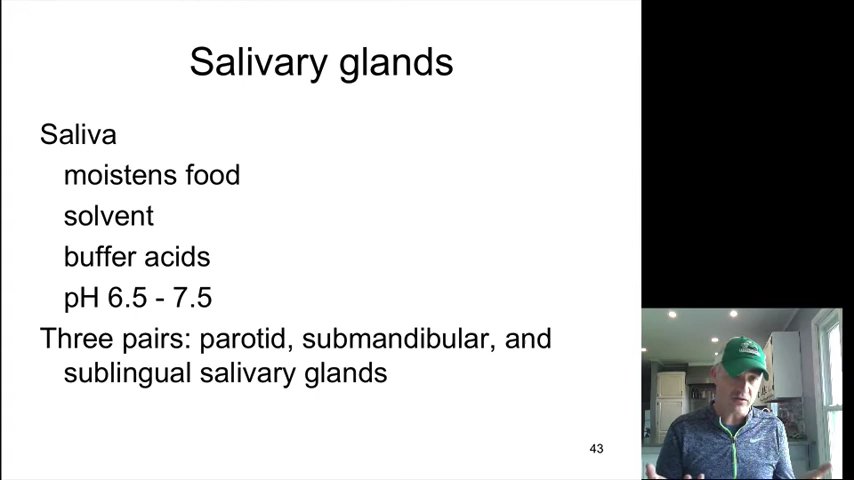 Salivary glands
Saliva
moistens food
solvent
buffer acids
pH 6.5 - 7.5
Three pairs: parotid, submandibular, and
sublingual salivary glands
43